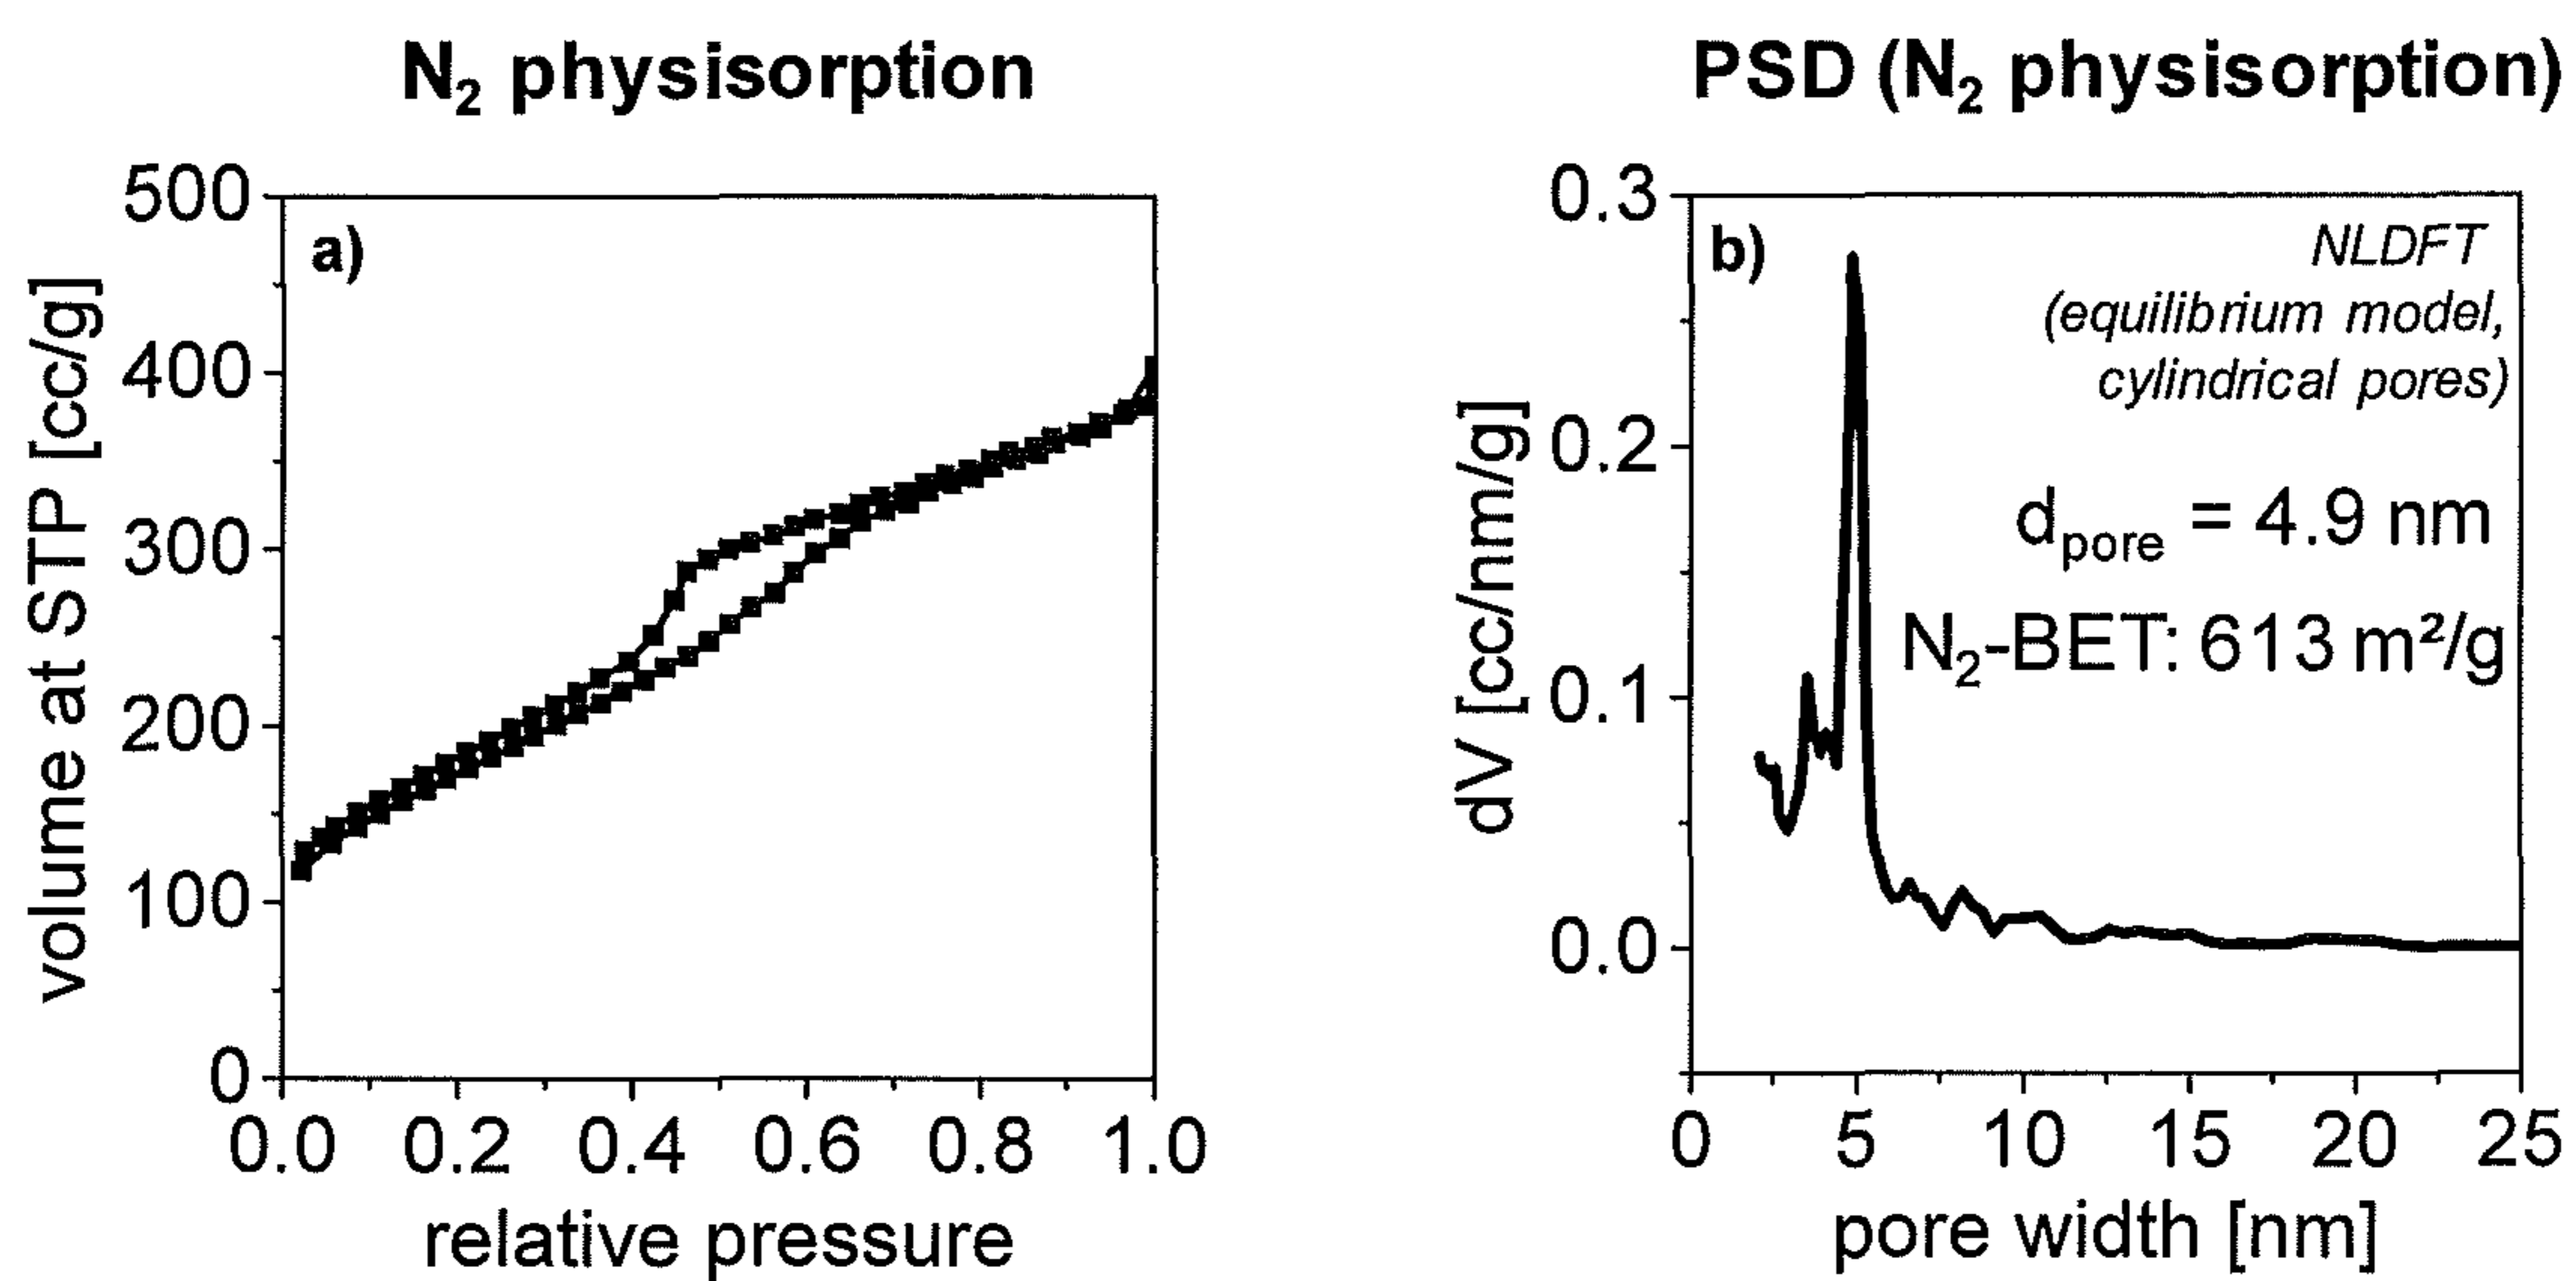 N₂ physisorption
a)
volume at STP [cc/g]
500
400
300
200
100
0
0.0 0.2 0.4 0.6 0.8 1.0
relative pressure
PSD (N₂ physisorption)
b)
NLDFT
(equilibrium model,
cylindrical pores)
d_pore = 4.9 nm
N₂-BET: 613 m²/g
dV [cc/nm/g]
0.3
0.2
0.1
0.0
0 5 10 15 20 25
pore width [nm]